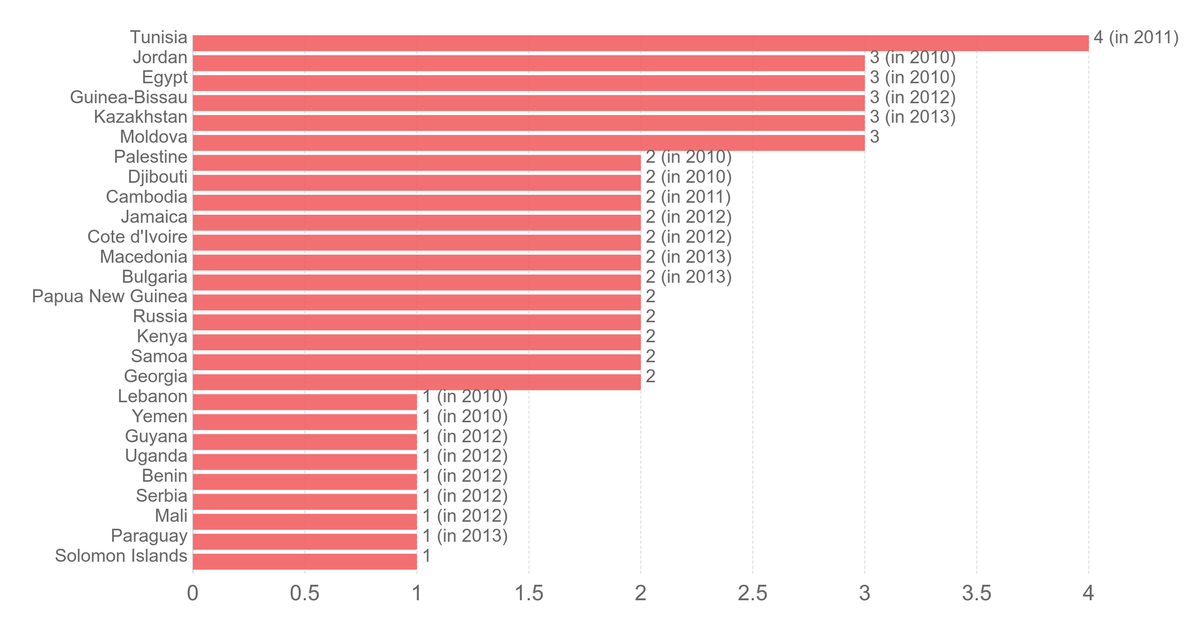 Tunisia 4 (in 2011)
Jordan 3 (in 2010)
Egypt 3 (in 2010)
Guinea-Bissau 3 (in 2012)
Kazakhstan 3 (in 2013)
Moldova 3
Palestine 2 (in 2010)
Djibouti 2 (in 2010)
Cambodia 2 (in 2011)
Jamaica 2 (in 2012)
Cote d'Ivoire 2 (in 2012)
Macedonia 2 (in 2013)
Bulgaria 2 (in 2013)
Papua New Guinea 2
Russia 2
Kenya 2
Samoa 2
Georgia 2
Lebanon 1 (in 2010)
Yemen 1 (in 2010)
Guyana 1 (in 2012)
Uganda 1 (in 2012)
Benin 1 (in 2012)
Serbia 1 (in 2012)
Mali 1 (in 2012)
Paraguay 1 (in 2013)
Solomon Islands 1
0 0.5 1 1.5 2 2.5 3 3.5 4